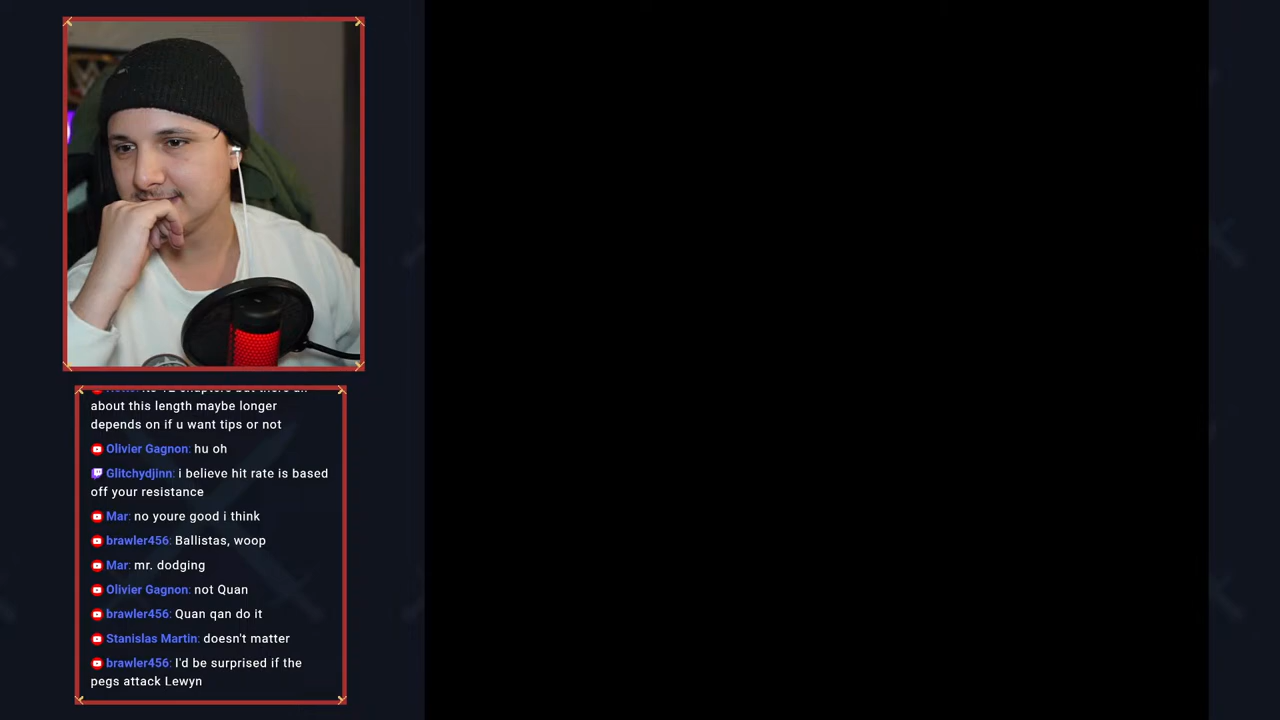 about this length maybe longer
depends on if u want tips or not
Olivier Gagnon: hu oh
Glitchydjinn: i believe hit rate is based
off your resistance
Mar: no youre good i think
brawler456: Ballistas, woop
Mar: mr. dodging
Olivier Gagnon: not Quan
brawler456: Quan qan do it
Stanislas Martin: doesn't matter
brawler456: I'd be surprised if the
pegs attack Lewyn